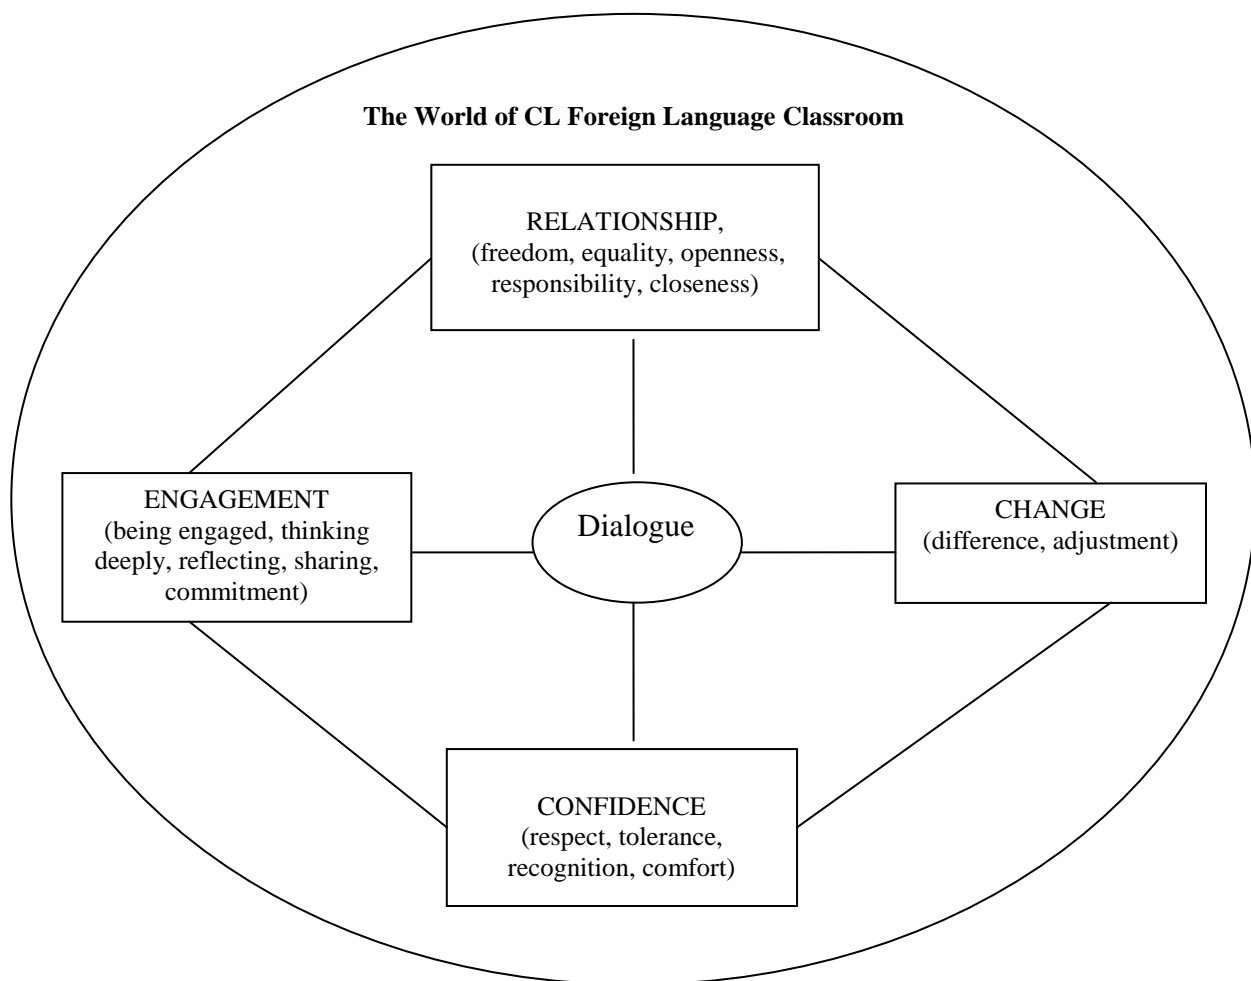 The World of CL Foreign Language Classroom
RELATIONSHIP,
(freedom, equality, openness,
responsibility, closeness)
ENGAGEMENT
(being engaged, thinking
deeply, reflecting, sharing,
commitment)
Dialogue
CHANGE
(difference, adjustment)
CONFIDENCE
(respect, tolerance,
recognition, comfort)